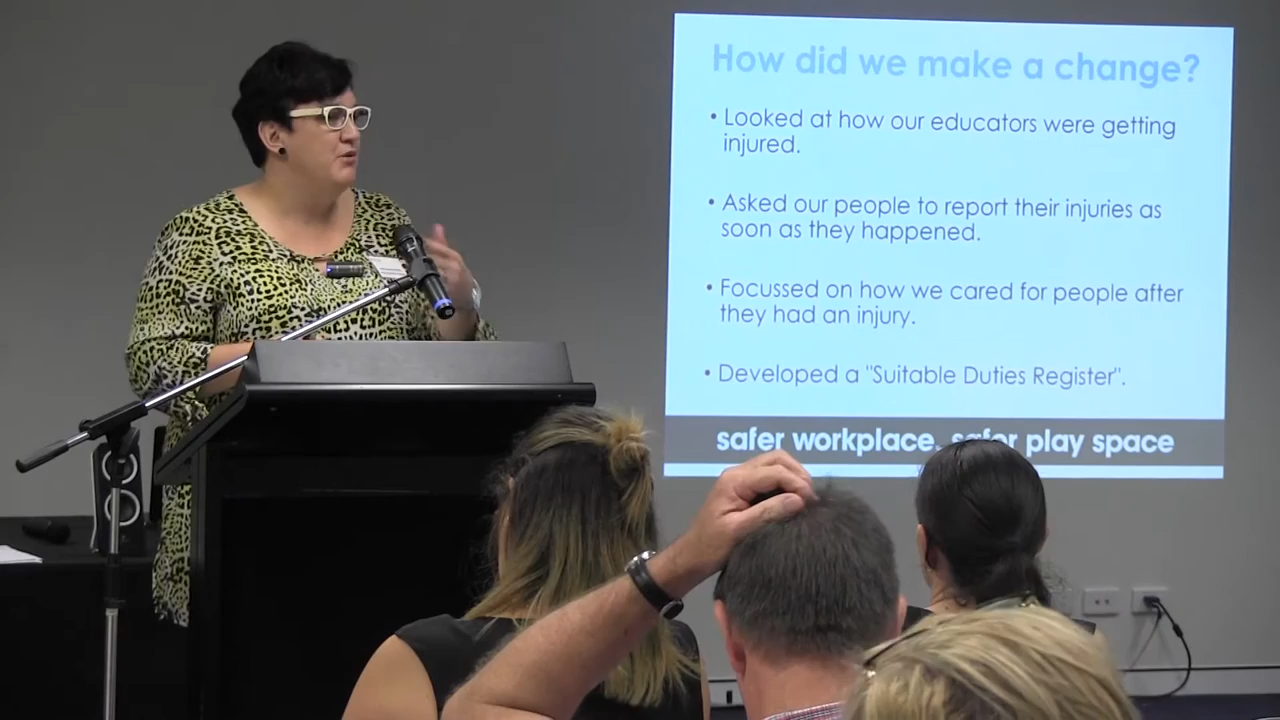 How did we make a change?
• Looked at how our educators were getting
injured.
• Asked our people to report their injuries as
soon as they happened.
• Focussed on how we cared for people after
they had an injury.
• Developed a "Suitable Duties Register".
safer workplace, safer play space